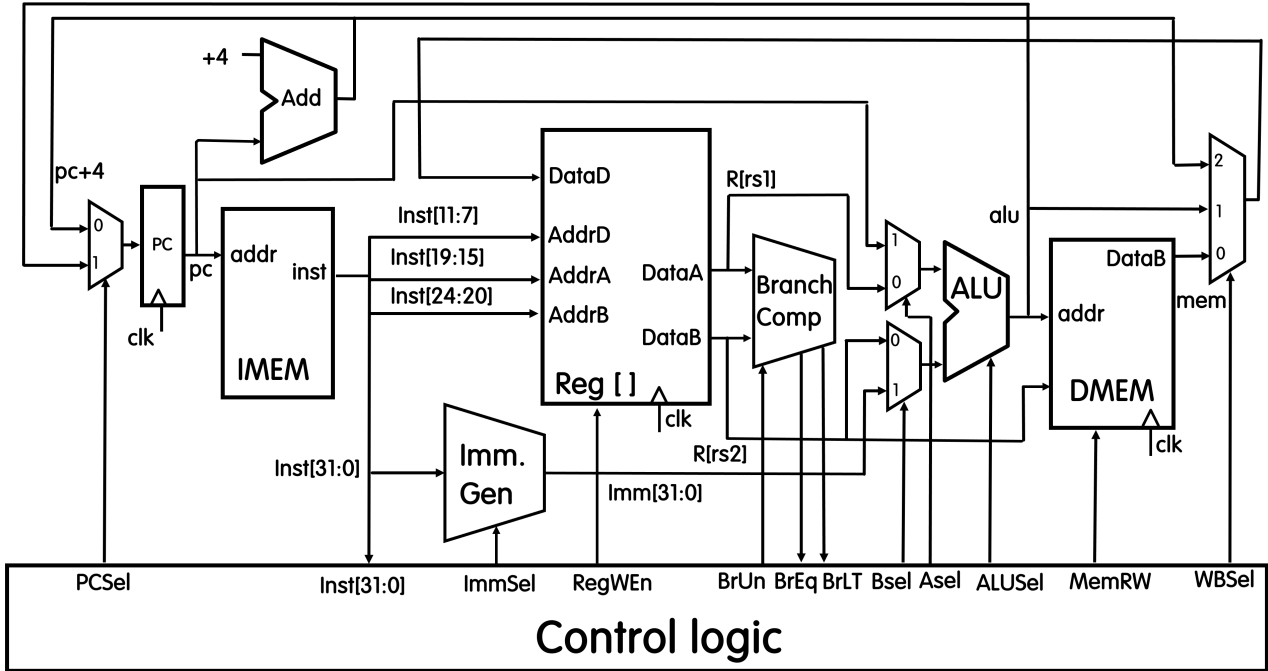 +4
Add
pc+4
0
1
PC
clk
pc
addr
inst
IMEM
Inst[11:7]
Inst[19:15]
Inst[24:20]
DataD
AddrD
AddrA
AddrB
DataA
DataB
Reg [ ]
clk
R[rs1]
Branch
Comp
R[rs2]
1
0
0
1
ALU
alu
addr
DataB
DMEM
clk
mem
2
1
0
Inst[31:0]
Imm.
Gen
Imm[31:0]
PCSel
Inst[31:0]
ImmSel
RegWEn
BrUn
BrEq
BrLT
Bsel
Asel
ALUSel
MemRW
WBSel
Control logic